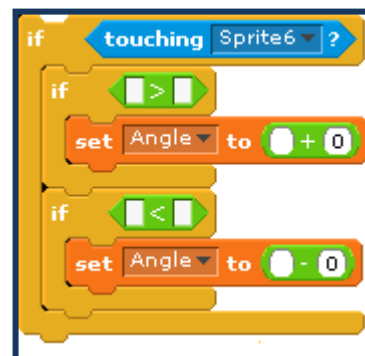 if touching Sprite6 ?
if >
set Angle to + 0
if <
set Angle to - 0